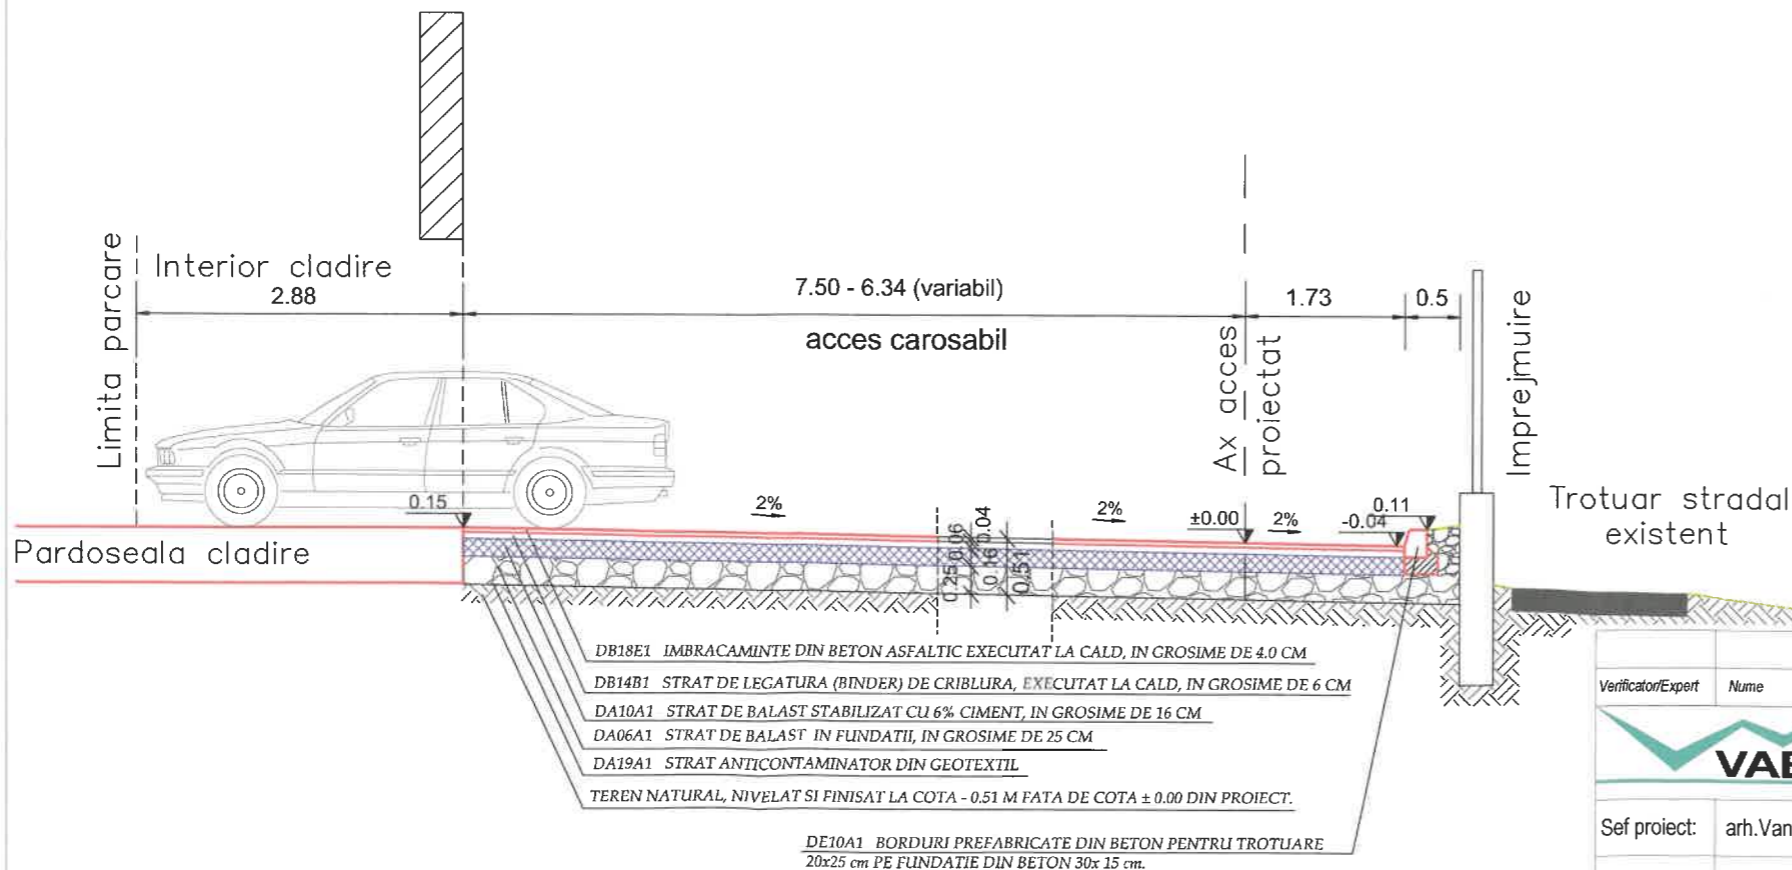 Limita parcare
Interior cladire
2.88
7.50 - 6.34 (variabil)
acces carosabil
1.73
0.5
Ax acces
proiectat
Imprejmuire
Trotuar stradal
existent
0.15
2%
2%
±0.00
2%
-0.04
0.11
Pardoseala cladire
0.25
0.06
0.16
0.04
0.51
DB18E1 IMBRACAMINTE DIN BETON ASFALTIC EXECUTAT LA CALD, IN GROSIME DE 4.0 CM
DB14B1 STRAT DE LEGATURA (BINDER) DE CRIBLURA, EXECUTAT LA CALD, IN GROSIME DE 6 CM
DA10A1 STRAT DE BALAST STABILIZAT CU 6% CIMENT, IN GROSIME DE 16 CM
DA06A1 STRAT DE BALAST IN FUNDATII, IN GROSIME DE 25 CM
DA19A1 STRAT ANTICONTAMINATOR DIN GEOTEXTIL
TEREN NATURAL, NIVELAT SI FINISAT LA COTA - 0.51 M FATA DE COTA ± 0.00 DIN PROIECT.
DE10A1 BORDURI PREFABRICATE DIN BETON PENTRU TROTUARE
20x25 cm PE FUNDATIE DIN BETON 30x 15 cm.
Verificator/Expert Nume
Sef proiect: arh.Van